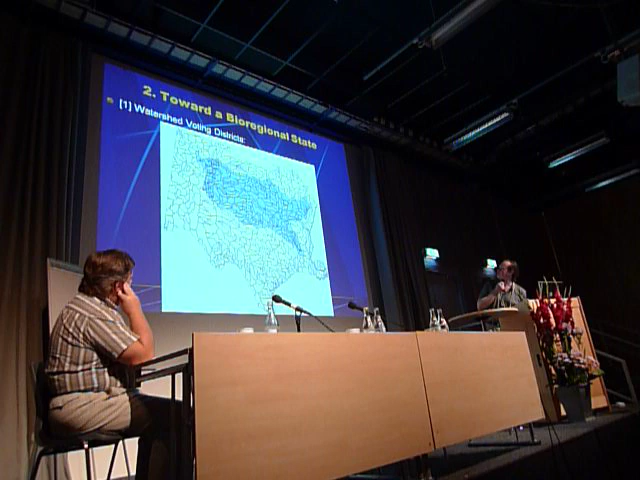 2. Toward a Bioregional State
[1] Watershed Voting Districts: